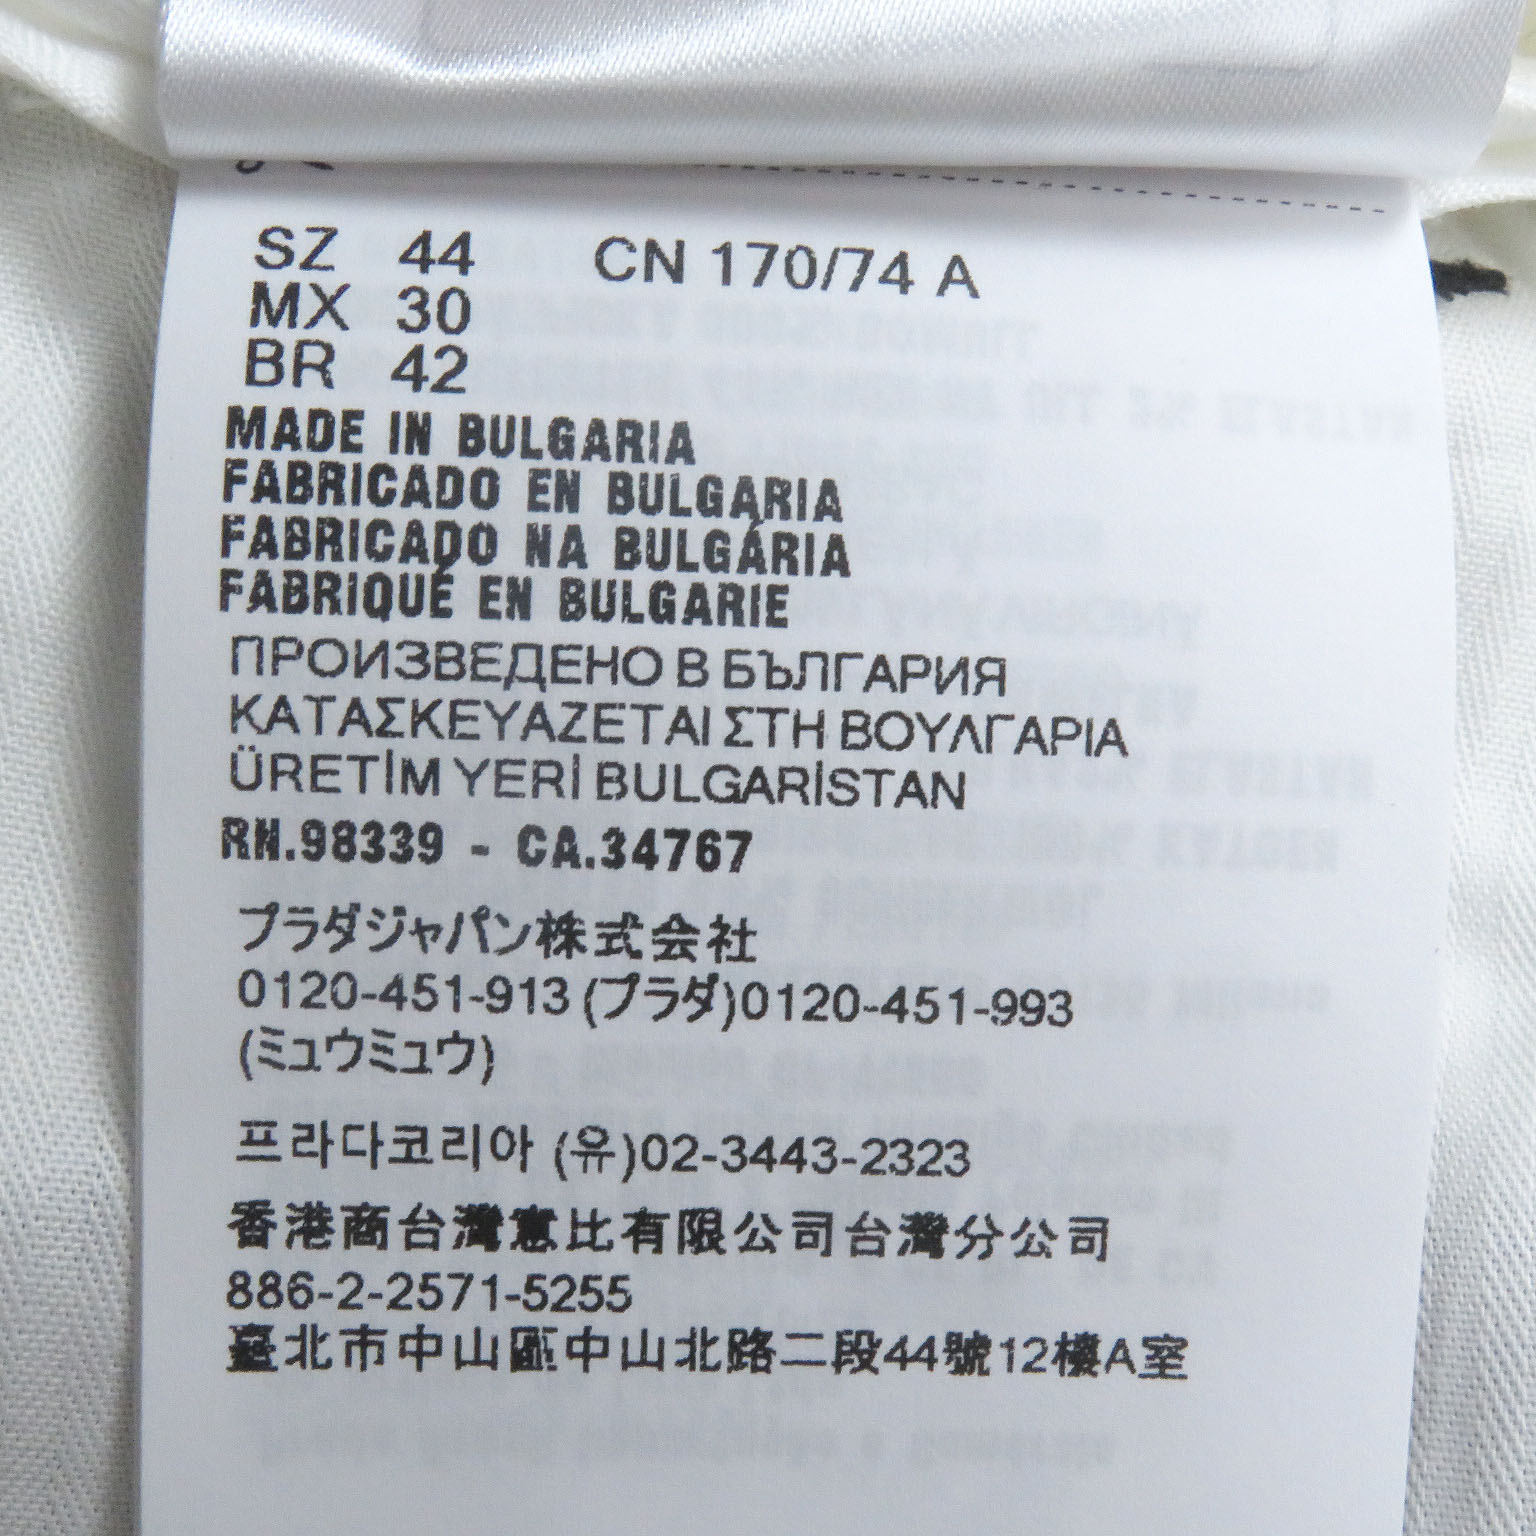 SZ 44 CN 170/74 A
MX 30
BR 42
MADE IN BULGARIA
FABRICADO EN BULGARIA
FABRICADO NA BULGÁRIA
FABRIQUÉ EN BULGARIE
ПРОИЗВЕДЕНО В БЪЛГАРИЯ
ΚΑΤΑΣΚΕΥΑΖΕΤΑΙ ΣΤΗ ΒΟΥΛΓΑΡΙΑ
ÜRETİM YERİ BULGARİSTAN
RN.98339 - CA.34767
プラダジャパン株式会社
0120-451-913 (プラダ)0120-451-993
(ミュウミュウ)
프라다코리아 (유)02-3443-2323
香港商台灣惠比有限公司台灣分公司
886-2-2571-5255
臺北市中山區中山北路二段44號12樓A室